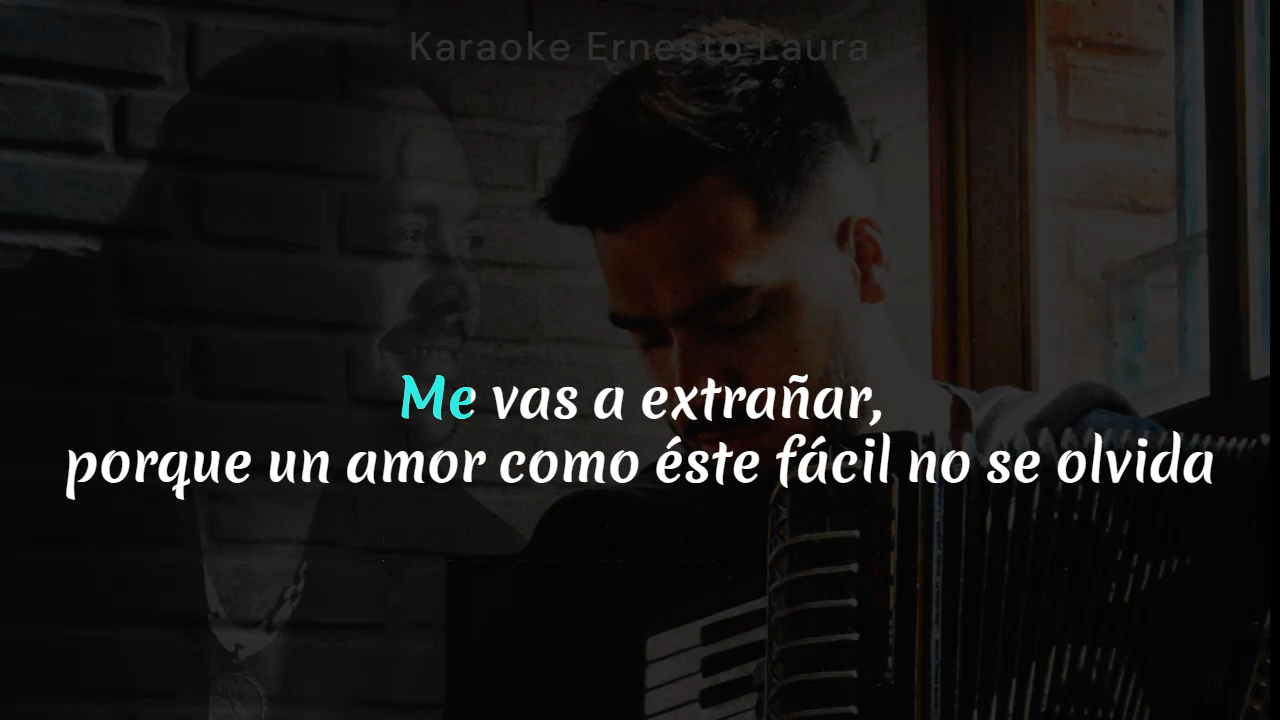 Karaoke Ernesto Laura
Me vas a extrañar,
porque un amor como éste fácil no se olvida